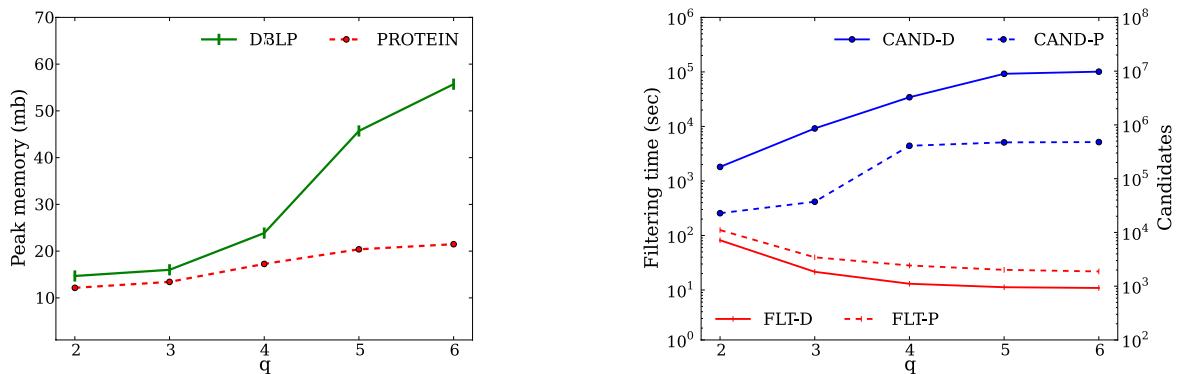 70
60
50
40
30
20
10
Peak memory (mb)
DBLP
PROTEIN
2 3 4 5 6
q
10^6
10^5
10^4
10^3
10^2
10^1
10^0
Filtering time (sec)
CAND-D
CAND-P
FLT-D
FLT-P
2 3 4 5 6
q
10^8
10^7
10^6
10^5
10^4
10^3
10^2
Candidates